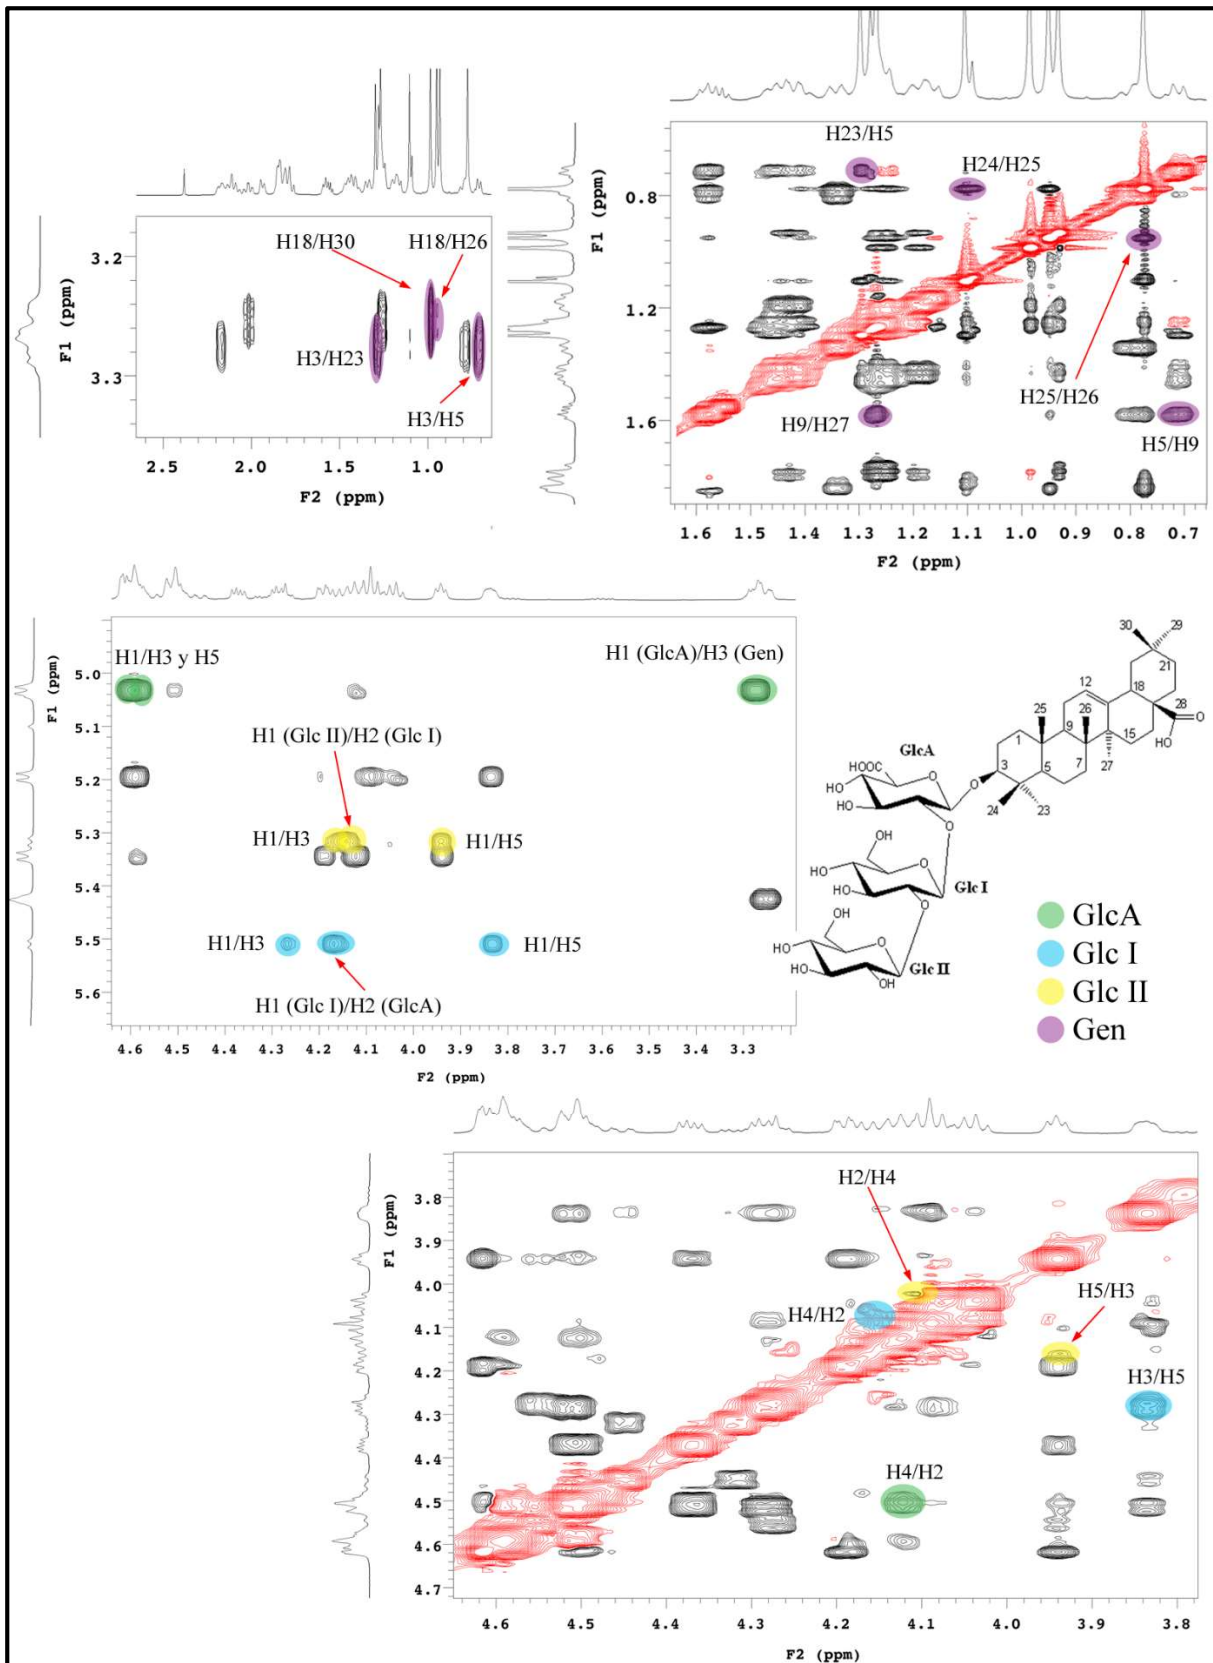 H18/H30
H18/H26
H3/H23
H3/H5
3.2
3.3
F1 (ppm)
2.5 2.0 1.5 1.0
F2 (ppm)
H23/H5
H24/H25
H25/H26
H9/H27
H5/H9
0.8
1.2
1.6
F1 (ppm)
1.6 1.5 1.4 1.3 1.2 1.1 1.0 0.9 0.8 0.7
F2 (ppm)
H1/H3 y H5
H1 (GlcA)/H3 (Gen)
H1 (Glc II)/H2 (Glc I)
H1/H3
H1/H5
H1/H3
H1/H5
H1 (Glc I)/H2 (GlcA)
5.0
5.1
5.2
5.3
5.4
5.5
5.6
F1 (ppm)
4.6 4.5 4.4 4.3 4.2 4.1 4.0 3.9 3.8 3.7 3.6 3.5 3.4 3.3
F2 (ppm)
30
29
21
12
18
25
26
28
O
HO
1
9
15
3
5
7
27
24
23
O
GlcA
OOC
O
HO
HO
O
HO
O
HO
HO
Glc I
O
OH
O
HO
HO
HO
OH
Glc II
GlcA
Glc I
Glc II
Gen
H2/H4
H4/H2
H5/H3
H3/H5
H4/H2
3.8
3.9
4.0
4.1
4.2
4.3
4.4
4.5
4.6
4.7
F1 (ppm)
4.6 4.5 4.4 4.3 4.2 4.1 4.0 3.9 3.8
F2 (ppm)